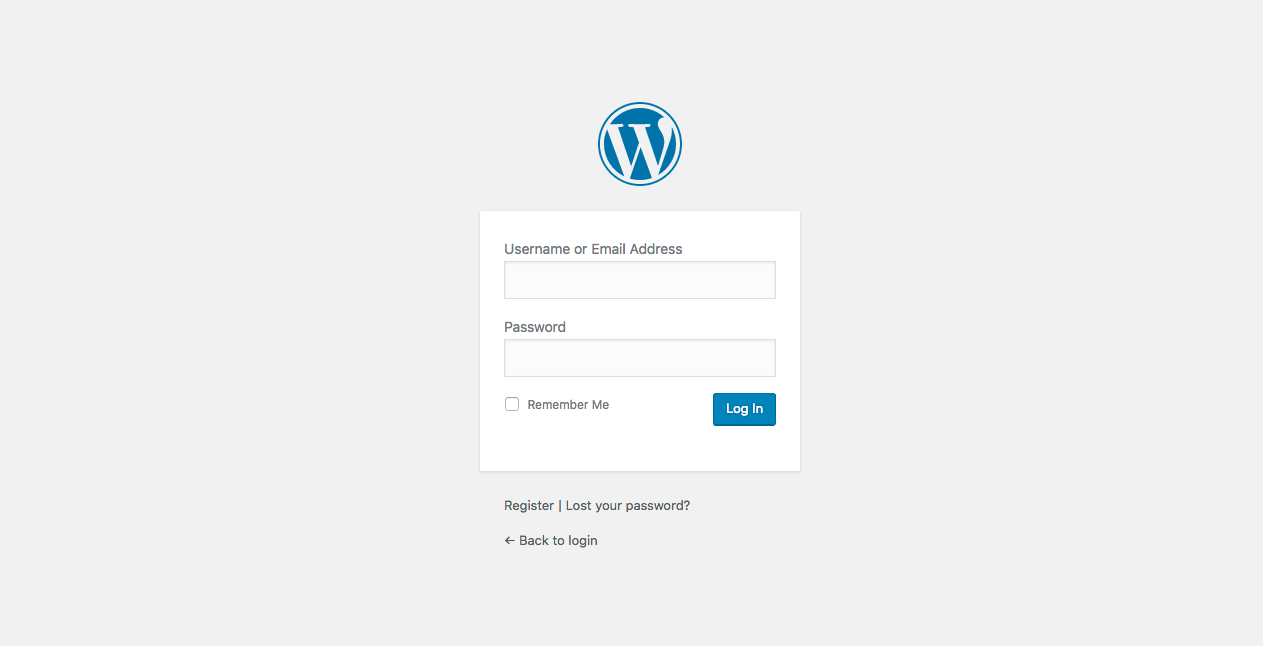 Username or Email Address
Password
Remember Me
Log In
Register | Lost your password?
← Back to login